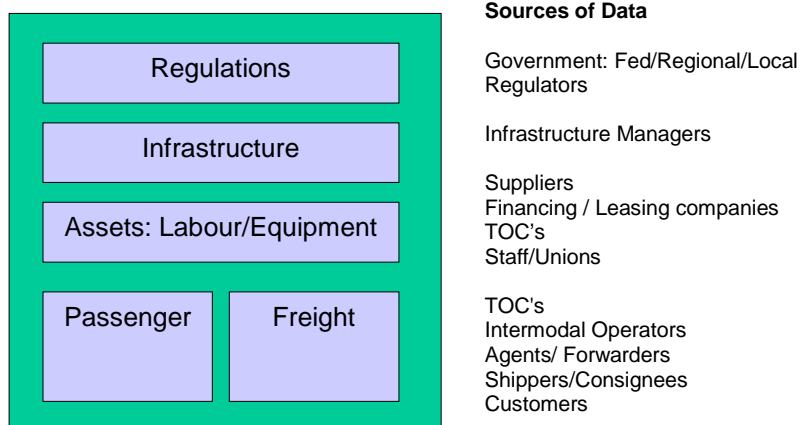 Sources of Data
Regulations
Government: Fed/Regional/Local
Regulators
Infrastructure
Infrastructure Managers
Assets: Labour/Equipment
Suppliers
Financing / Leasing companies
TOC’s
Staff/Unions
Passenger
Freight
TOC's
Intermodal Operators
Agents/ Forwarders
Shippers/Consignees
Customers